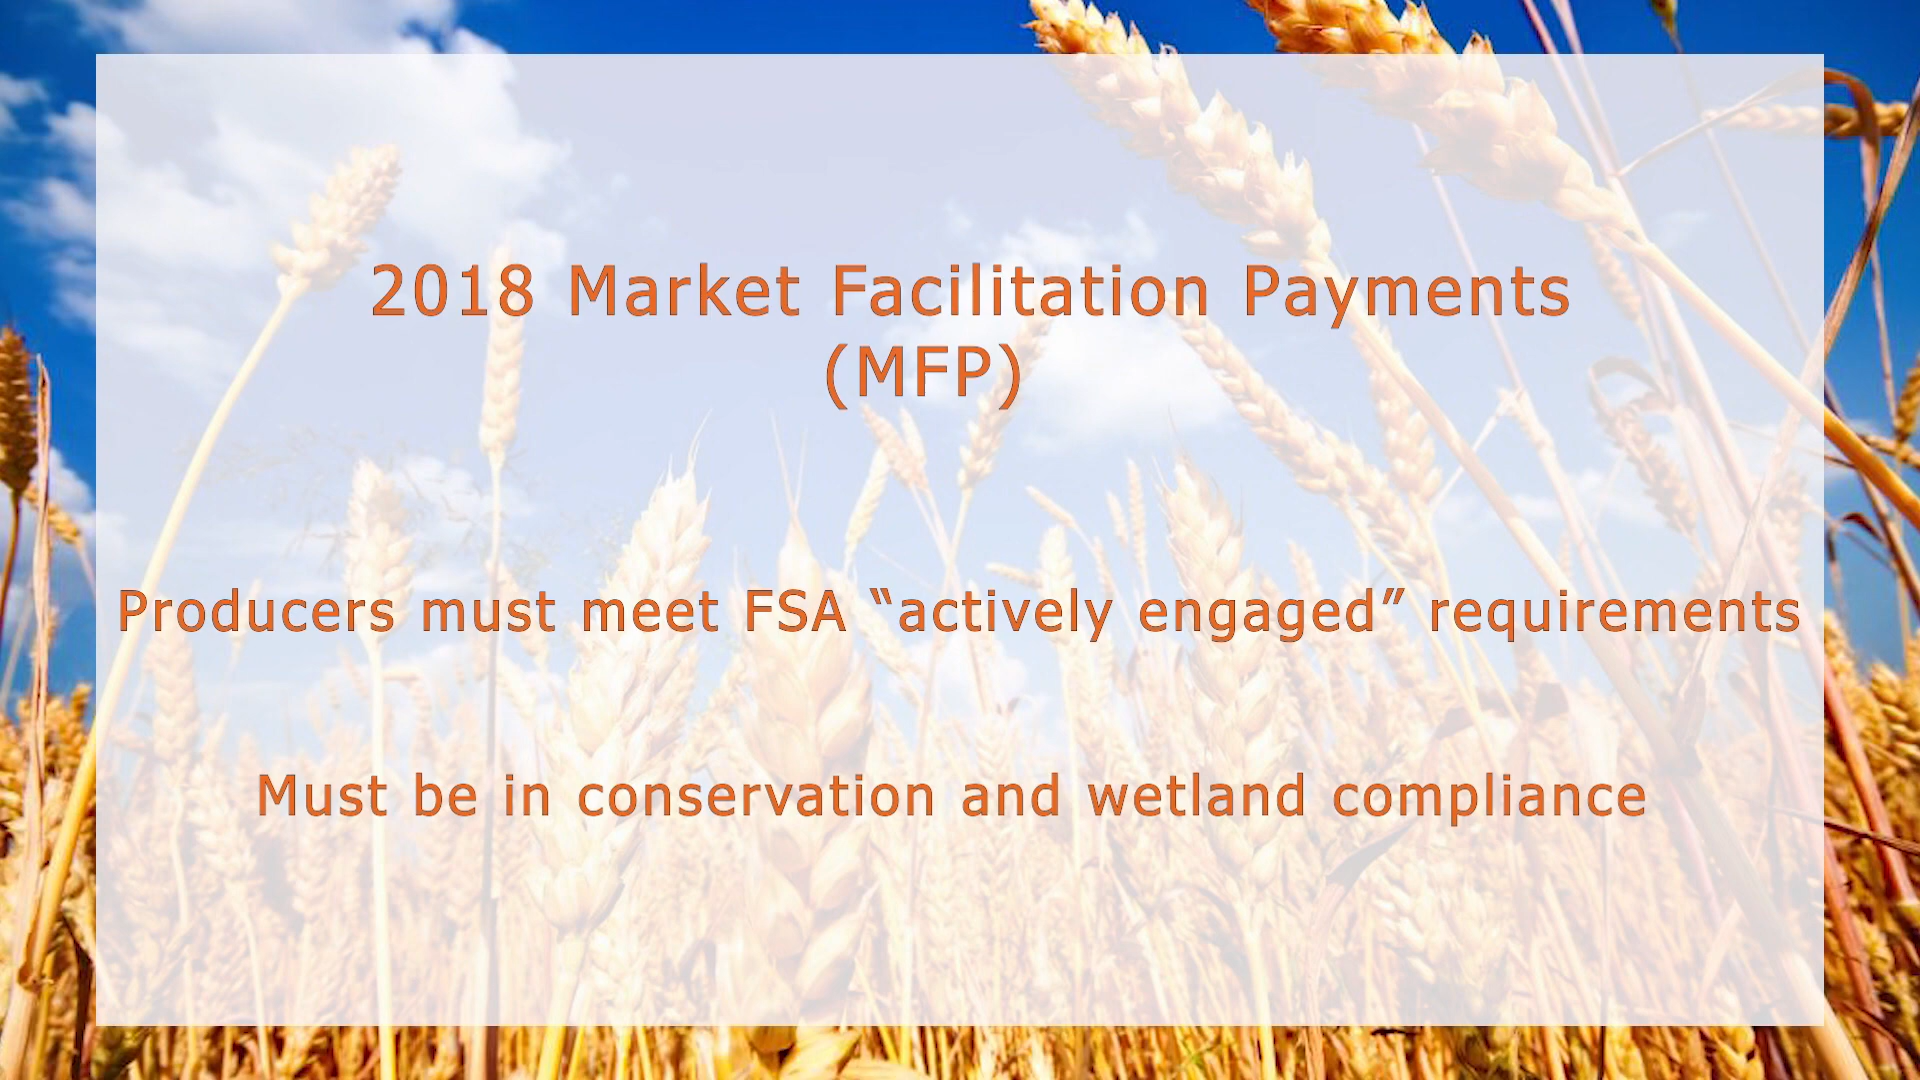 2018 Market Facilitation Payments
(MFP)
Producers must meet FSA “actively engaged” requirements
Must be in conservation and wetland compliance